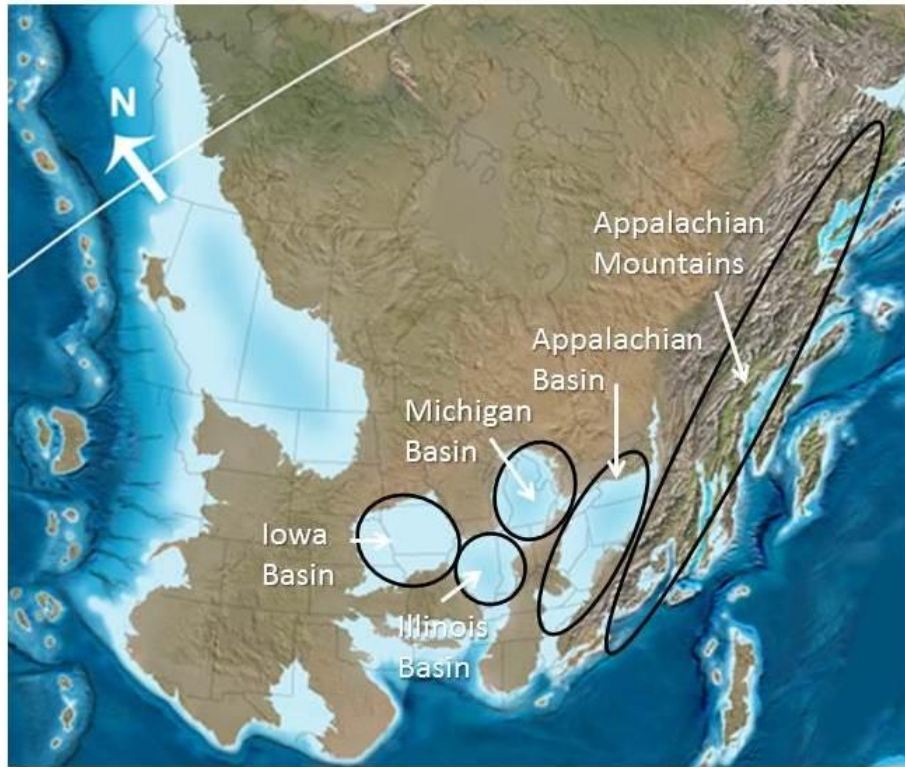 N
Appalachian
Mountains
Appalachian
Basin
Michigan
Basin
Iowa
Basin
Illinois
Basin